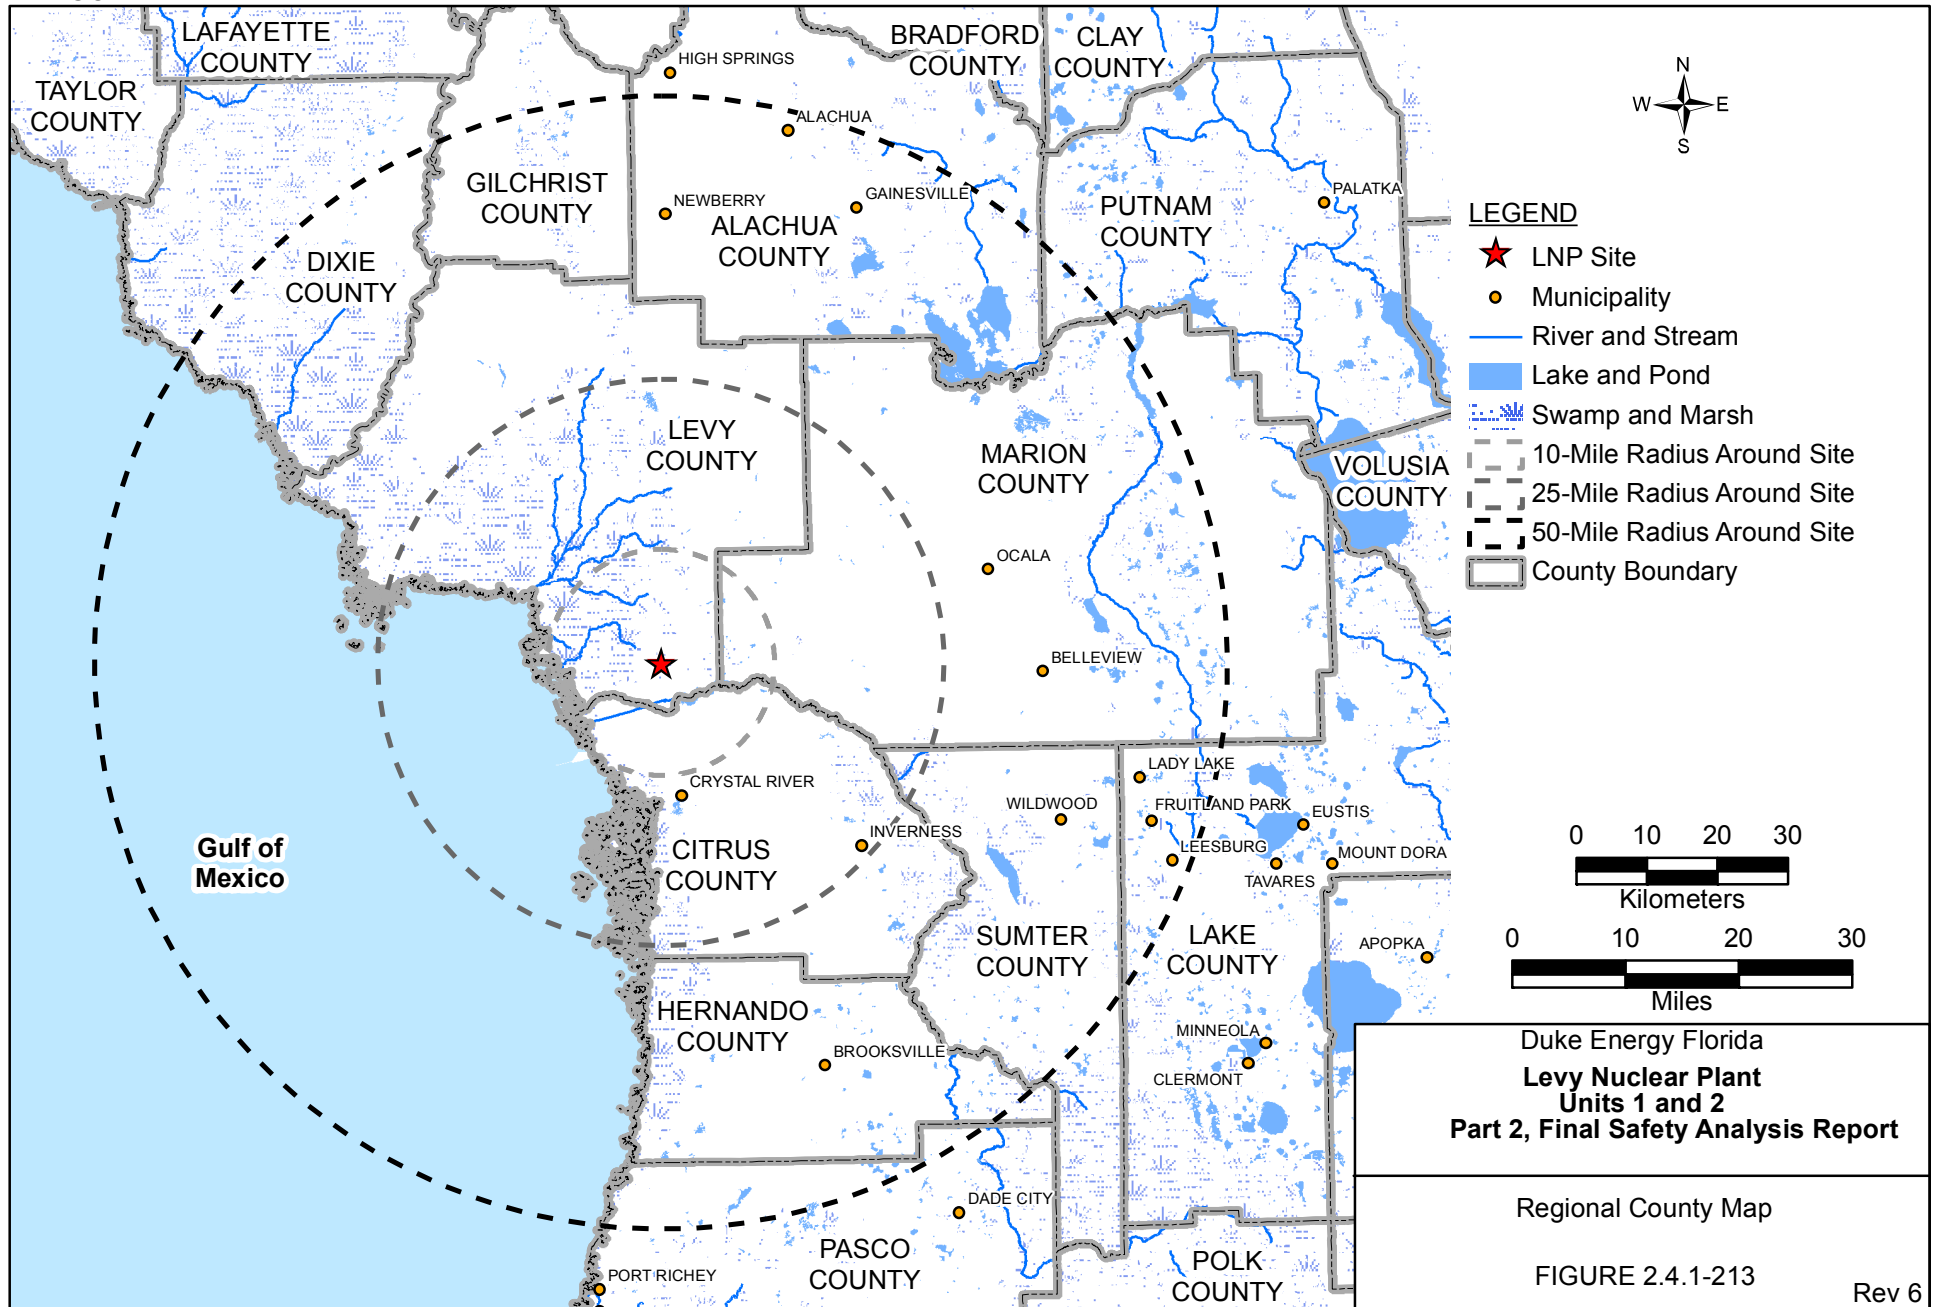 LAFAYETTE
COUNTY
TAYLOR
COUNTY
HIGH SPRINGS
BRADFORD
COUNTY
CLAY
COUNTY
ALACHUA
GILCHRIST
COUNTY
NEWBERRY
GAINESVILLE
ALACHUA
COUNTY
PUTNAM
COUNTY
PALATKA
DIXIE
COUNTY
LEVY
COUNTY
MARION
COUNTY
VOLUSIA
COUNTY
OCALA
BELLEVIEW
LADY LAKE
CRYSTAL RIVER
WILDWOOD
FRUITLAND PARK
EUSTIS
INVERNESS
LEESBURG
MOUNT DORA
TAVARES
Gulf of
Mexico
CITRUS
COUNTY
SUMTER
COUNTY
LAKE
COUNTY
APOPKA
HERNANDO
COUNTY
BROOKSVILLE
MINNEOLA
CLERMONT
DADE CITY
PASCO
COUNTY
POLK
COUNTY
PORT RICHEY
N
W E
S
LEGEND
LNP Site
Municipality
River and Stream
Lake and Pond
Swamp and Marsh
10-Mile Radius Around Site
25-Mile Radius Around Site
50-Mile Radius Around Site
County Boundary
0 10 20 30
Kilometers
0 10 20 30
Miles
Duke Energy Florida
Levy Nuclear Plant
Units 1 and 2
Part 2, Final Safety Analysis Report
Regional County Map
FIGURE 2.4.1-213
Rev 6